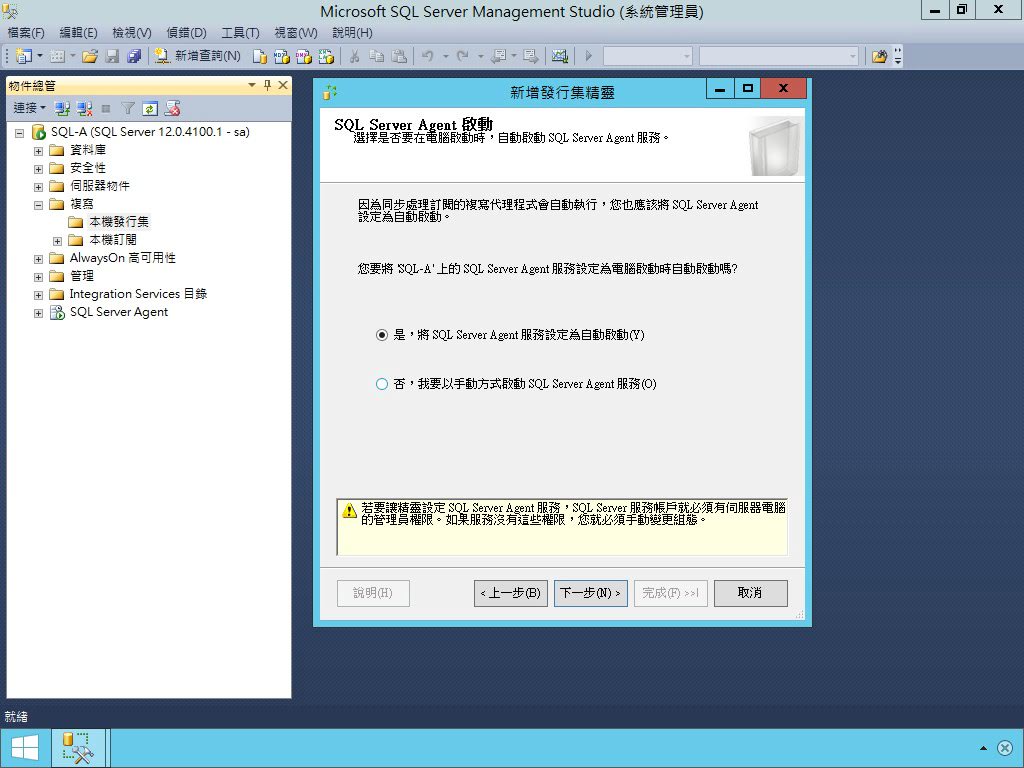 Microsoft SQL Server Management Studio (系統管理員)
檔案(F) 編輯(E) 檢視(V) 偵錯(D) 工具(T) 視窗(W) 說明(H)
新增查詢(N)
物件總管
連接
SQL-A (SQL Server 12.0.4100.1 - sa)
資料庫
安全性
伺服器物件
複寫
本機發行集
本機訂閱
AlwaysOn 高可用性
管理
Integration Services 目錄
SQL Server Agent
新增發行集精靈
SQL Server Agent 啟動
選擇是否要在電腦啟動時，自動啟動 SQL Server Agent 服務。
因為同步處理訂閱的複寫代理程式會自動執行，您也應該將 SQL Server Agent
設定為自動啟動。
您要將 'SQL-A' 上的 SQL Server Agent 服務設定為電腦啟動時自動啟動嗎?
是，將 SQL Server Agent 服務設定為自動啟動(Y)
否，我要以手動方式啟動 SQL Server Agent 服務(O)
若要讓精靈設定 SQL Server Agent 服務，SQL Server 服務帳戶就必須有伺服器電腦
的管理員權限。如果服務沒有這些權限，您就必須手動變更組態。
說明(H) < 上一步(B) 下一步(N) > 完成(F) >>| 取消
就緒